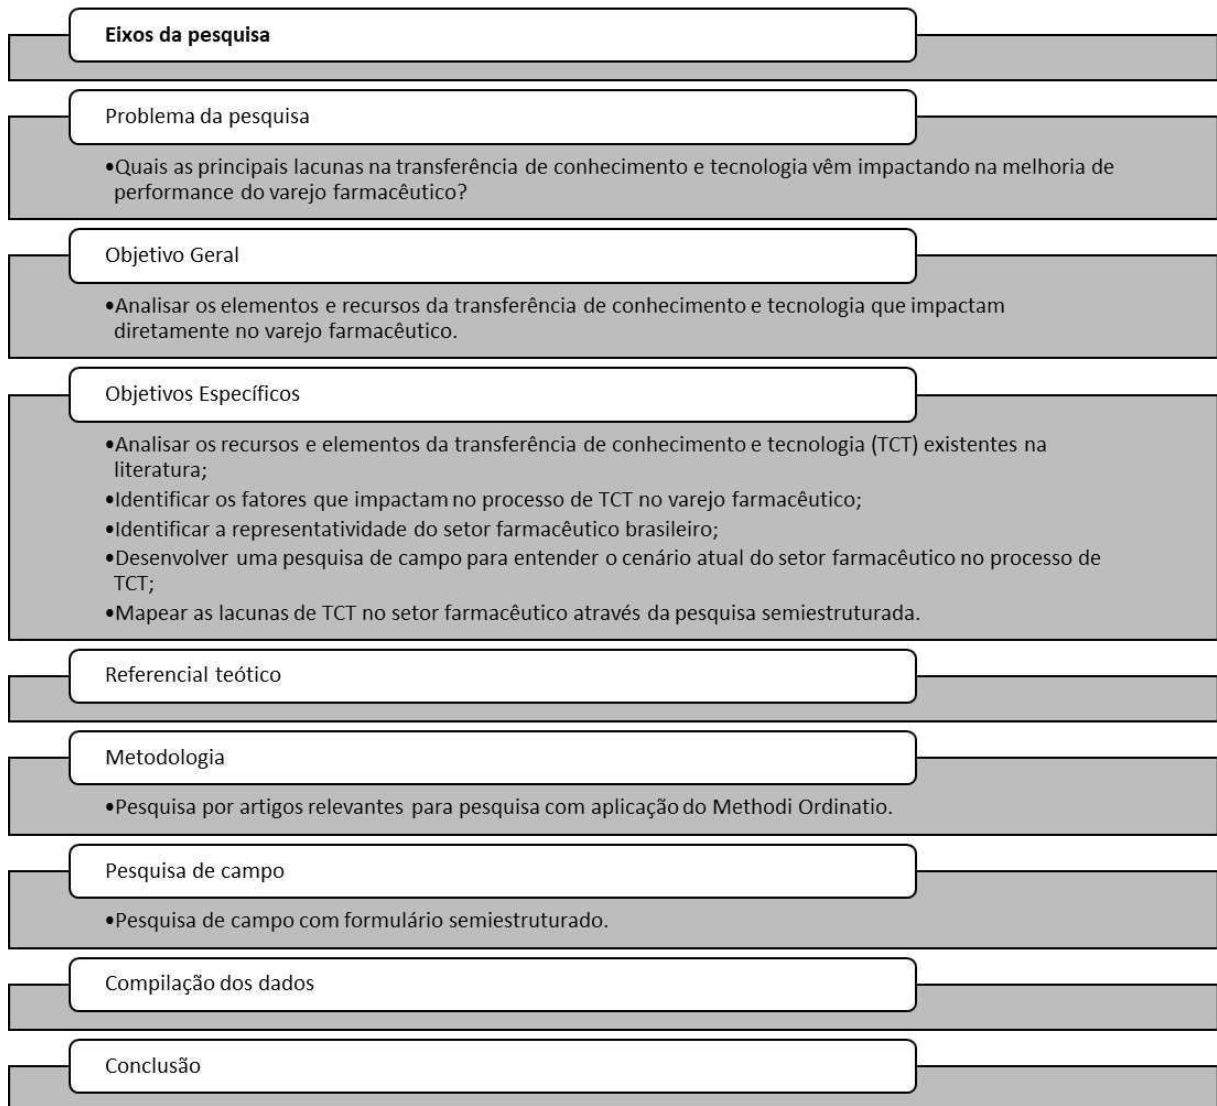 Eixos da pesquisa
Problema da pesquisa
•Quais as principais lacunas na transferência de conhecimento e tecnologia vêm impactando na melhoria de
performance do varejo farmacêutico?
Objetivo Geral
•Analisar os elementos e recursos da transferência de conhecimento e tecnologia que impactam
diretamente no varejo farmacêutico.
Objetivos Específicos
•Analisar os recursos e elementos da transferência de conhecimento e tecnologia (TCT) existentes na
literatura;
•Identificar os fatores que impactam no processo de TCT no varejo farmacêutico;
•Identificar a representatividade do setor farmacêutico brasileiro;
•Desenvolver uma pesquisa de campo para entender o cenário atual do setor farmacêutico no processo de
TCT;
•Mapear as lacunas de TCT no setor farmacêutico através da pesquisa semiestruturada.
Referencial teótico
Metodologia
•Pesquisa por artigos relevantes para pesquisa com aplicação do Methodi Ordinatio.
Pesquisa de campo
•Pesquisa de campo com formulário semiestruturado.
Compilação dos dados
Conclusão